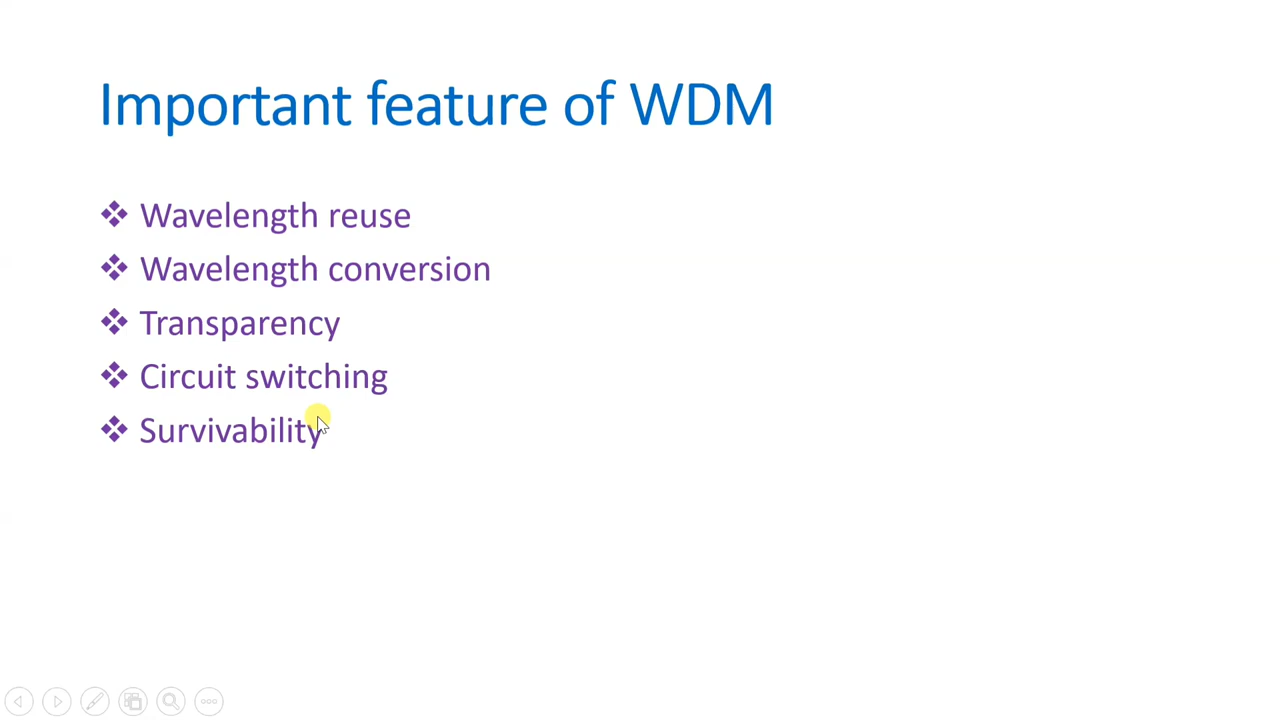 Important feature of WDM
❖ Wavelength reuse
❖ Wavelength conversion
❖ Transparency
❖ Circuit switching
❖ Survivability